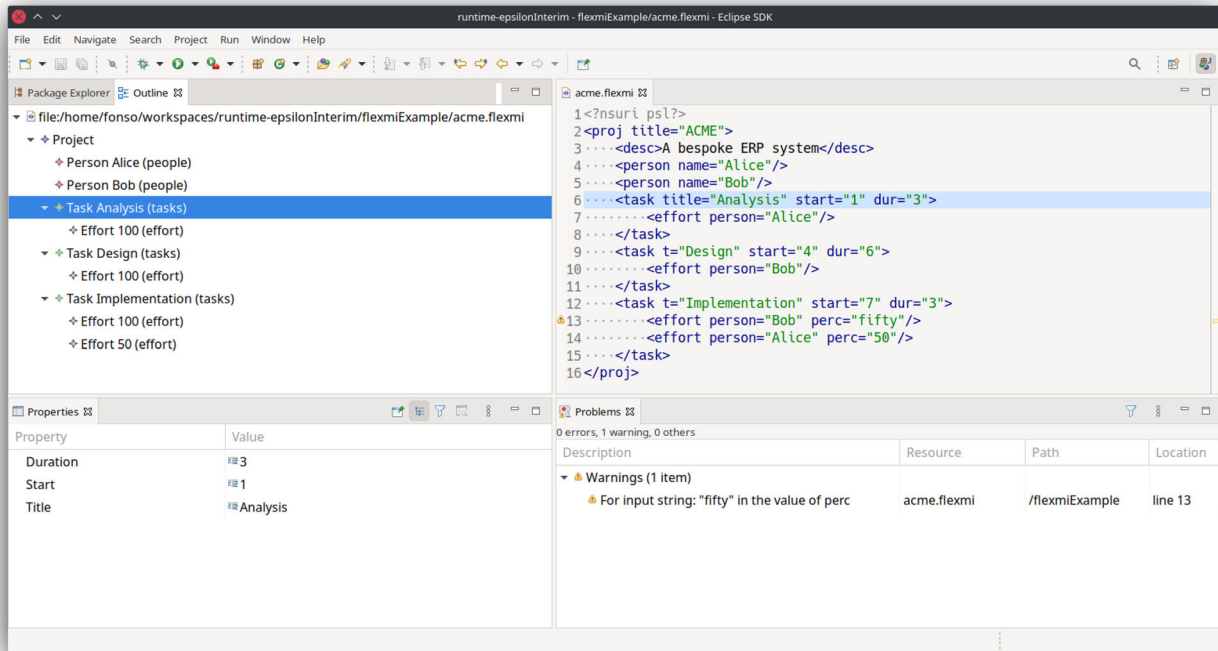 runtime-epsilonInterim - flexmiExample/acme.flexmi - Eclipse SDK
File Edit Navigate Search Project Run Window Help
Package Explorer Outline
file:/home/fonso/workspaces/runtime-epsilonInterim/flexmiExample/acme.flexmi
Project
Person Alice (people)
Person Bob (people)
Task Analysis (tasks)
Effort 100 (effort)
Task Design (tasks)
Effort 100 (effort)
Task Implementation (tasks)
Effort 100 (effort)
Effort 50 (effort)
acme.flexmi
1 <?nsuri psl?>
2 <proj title="ACME">
3 ····<desc>A bespoke ERP system</desc>
4 ····<person name="Alice"/>
5 ····<person name="Bob"/>
6 ····<task title="Analysis" start="1" dur="3">
7 ········<effort person="Alice"/>
8 ····</task>
9 ····<task t="Design" start="4" dur="6">
10 ········<effort person="Bob"/>
11 ····</task>
12 ····<task t="Implementation" start="7" dur="3">
13 ········<effort person="Bob" perc="fifty"/>
14 ········<effort person="Alice" perc="50"/>
15 ····</task>
16 </proj>
Properties
Property Value
Duration 3
Start 1
Title Analysis
Problems
0 errors, 1 warning, 0 others
Description Resource Path Location
Warnings (1 item)
For input string: "fifty" in the value of perc acme.flexmi /flexmiExample line 13